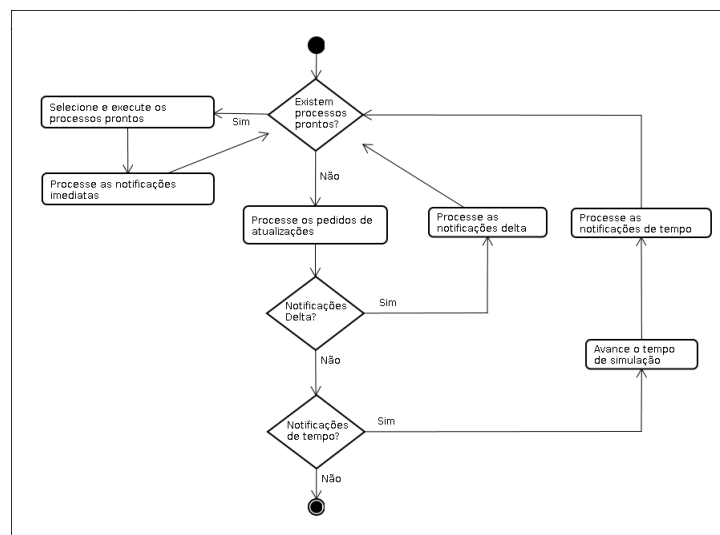 Existem
processos
prontos?
Sim
Selecione e execute os
processos prontos
Processe as notificações
imediatas
Não
Processe os pedidos de
atualizações
Processe as
notificações delta
Processe as
notificações de tempo
Notificações
Delta?
Sim
Não
Avance o tempo
de simulação
Notificações
de tempo?
Sim
Não